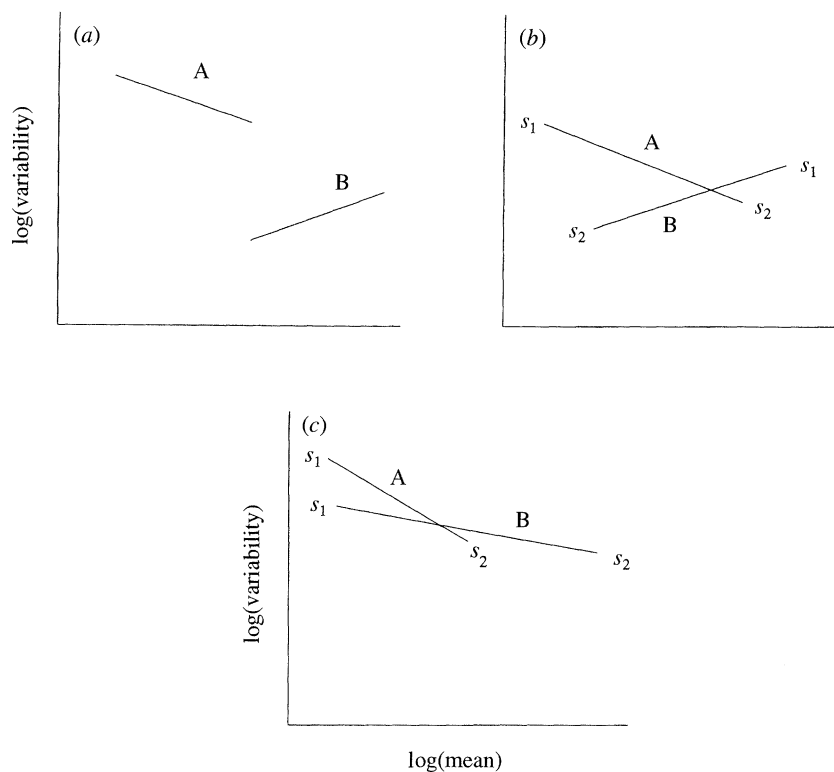 (a)
A
B
log(variability)
(b)
s₁
A
s₁
s₂
s₂
B
(c)
s₁
A
s₁
B
s₂
s₂
log(variability)
log(mean)